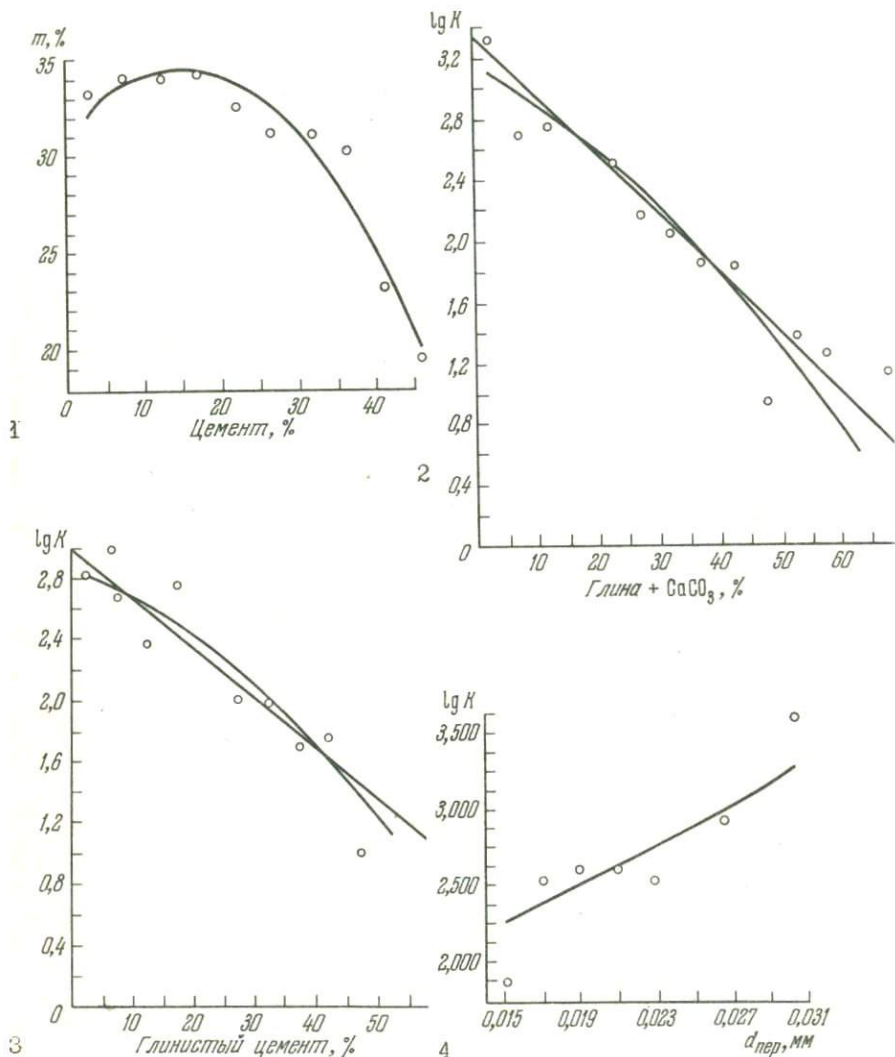 m, %
35
30
25
20
0 10 20 30 40
Цемент, %
1
lg K
3,2
2,8
2,4
2,0
1,6
1,2
0,8
0,4
0
10 20 30 40 50 60
Глина + CaCO₃, %
2
lg K
2,8
2,4
2,0
1,6
1,2
0,8
0,4
0
10 20 30 40 50
Глинистый цемент, %
3
lg K
3,500
3,000
2,500
2,000
0,015 0,019 0,023 0,027 0,031
d пер, мм
4